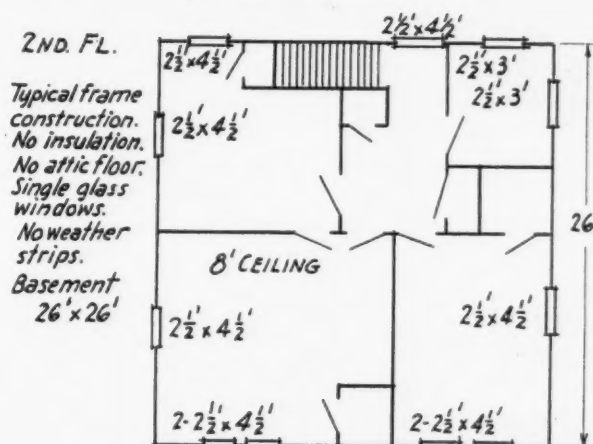 2ND. FL.
Typical frame
construction.
No insulation.
No attic floor.
Single glass
windows.
No weather
strips.
Basement
26'x26'
2½'x4½'
2½'x4½'
2½'x3'
2½'x3'
2½'x4½'
26
8' CEILING
2½'x4½'
2½'x4½'
2-2½'x4½'
2-2½'x4½'